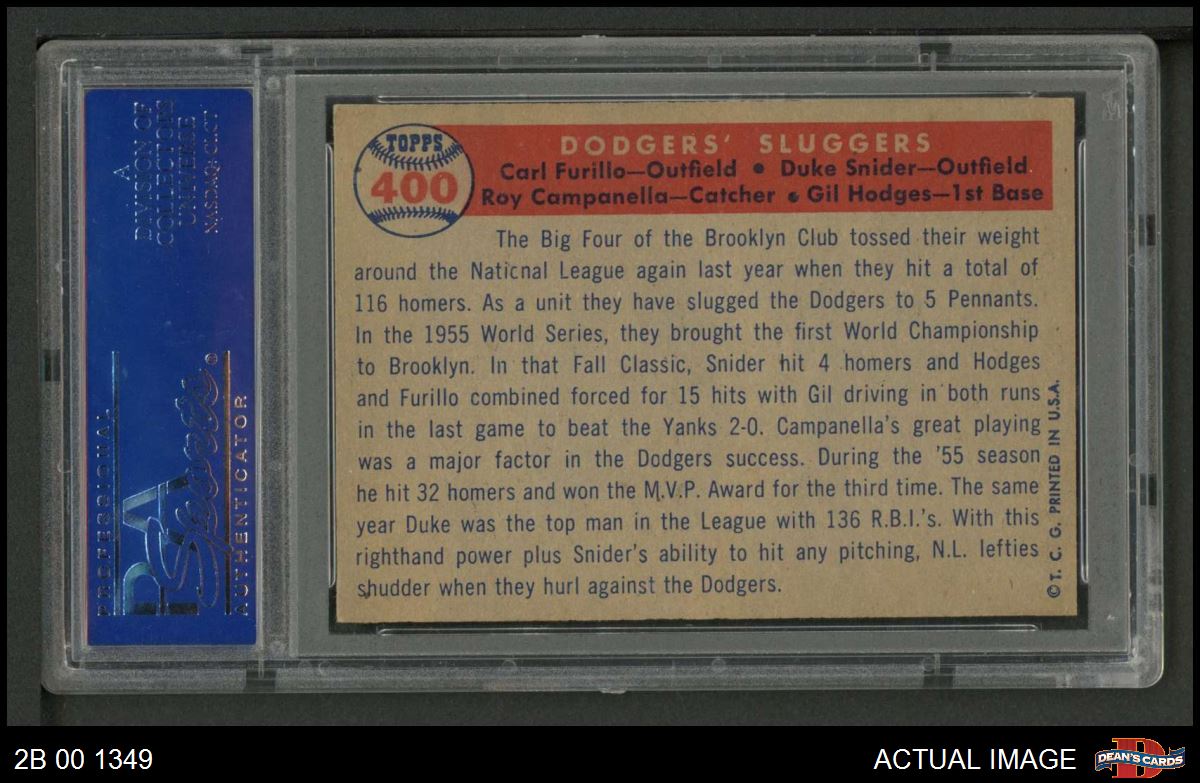 A
DIVISION OF
COLLECTORS
UNIVERSE
NASDAQ: CLCT
PROFESSIONAL
PSA
Sports
AUTHENTICATOR
TOPPS
400
DODGERS' SLUGGERS
Carl Furillo—Outfield • Duke Snider—Outfield
Roy Campanella—Catcher • Gil Hodges—1st Base
The Big Four of the Brooklyn Club tossed their weight
around the National League again last year when they hit a total of
116 homers. As a unit they have slugged the Dodgers to 5 Pennants.
In the 1955 World Series, they brought the first World Championship
to Brooklyn. In that Fall Classic, Snider hit 4 homers and Hodges
and Furillo combined forced for 15 hits with Gil driving in both runs
in the last game to beat the Yanks 2-0. Campanella's great playing
was a major factor in the Dodgers success. During the '55 season
he hit 32 homers and won the M.V.P. Award for the third time. The same
year Duke was the top man in the League with 136 R.B.I.'s. With this
righthand power plus Snider's ability to hit any pitching, N.L. lefties
shudder when they hurl against the Dodgers.
©T. C. G. PRINTED IN U.S.A.
2B 00 1349
ACTUAL IMAGE
D
DEAN'S CARDS